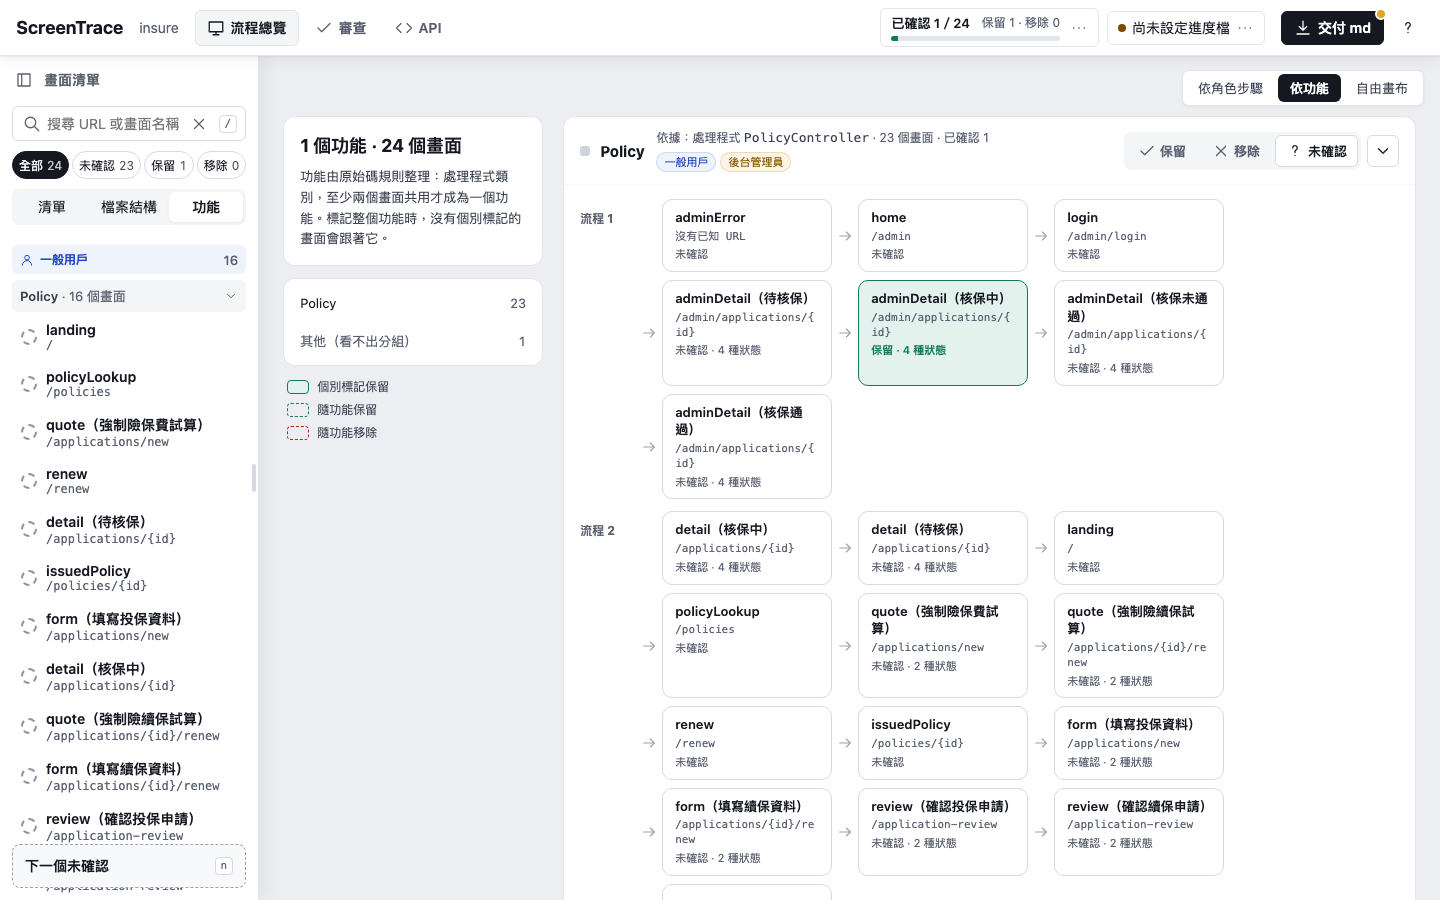 ScreenTrace
insure
流程總覽
審查
API
已確認 1 / 24
保留 1 · 移除 0
···
尚未設定進度檔 ···
交付 md
?
畫面清單
搜尋 URL 或畫面名稱
/
全部 24
未確認 23
保留 1
移除 0
清單
檔案結構
功能
一般用戶
16
Policy · 16 個畫面
landing
/
policyLookup
/policies
quote（強制險保費試算）
/applications/new
renew
/renew
detail（待核保）
/applications/{id}
issuedPolicy
/policies/{id}
form（填寫投保資料）
/applications/new
detail（核保中）
/applications/{id}
quote（強制險續保試算）
/applications/{id}/renew
form（填寫續保資料）
/applications/{id}/renew
review（確認投保申請）
/application-review
下一個未確認
n
/application-review
依角色步驟
依功能
自由畫布
1 個功能 · 24 個畫面
功能由原始碼規則整理：處理程式類
別，至少兩個畫面共用才成為一個功
能。標記整個功能時，沒有個別標記的
畫面會跟著它。
Policy
23
其他（看不出分組）
1
個別標記保留
隨功能保留
隨功能移除
Policy
依據：處理程式 PolicyController · 23 個畫面 · 已確認 1
一般用戶
後台管理員
保留
移除
? 未確認
流程 1
adminError
沒有已知 URL
未確認
→
home
/admin
未確認
→
login
/admin/login
未確認
→
adminDetail（待核保）
/admin/applications/{
id}
未確認 · 4 種狀態
→
adminDetail（核保中）
/admin/applications/{
id}
保留 · 4 種狀態
→
adminDetail（核保未通
過）
/admin/applications/{
id}
未確認 · 4 種狀態
→
adminDetail（核保通
過）
/admin/applications/{
id}
未確認 · 4 種狀態
流程 2
detail（核保中）
/applications/{id}
未確認 · 4 種狀態
→
detail（待核保）
/applications/{id}
未確認 · 4 種狀態
→
landing
/
未確認
→
policyLookup
/policies
未確認
→
quote（強制險保費試
算）
/applications/new
未確認 · 2 種狀態
→
quote（強制險續保試
算）
/applications/{id}/re
new
未確認 · 2 種狀態
→
renew
/renew
未確認
→
issuedPolicy
/policies/{id}
未確認
→
form（填寫投保資料）
/applications/new
未確認 · 2 種狀態
→
form（填寫續保資料）
/applications/{id}/re
new
未確認 · 2 種狀態
→
review（確認投保申請）
/application-review
未確認 · 2 種狀態
→
review（確認續保申請）
/application-review
未確認 · 2 種狀態